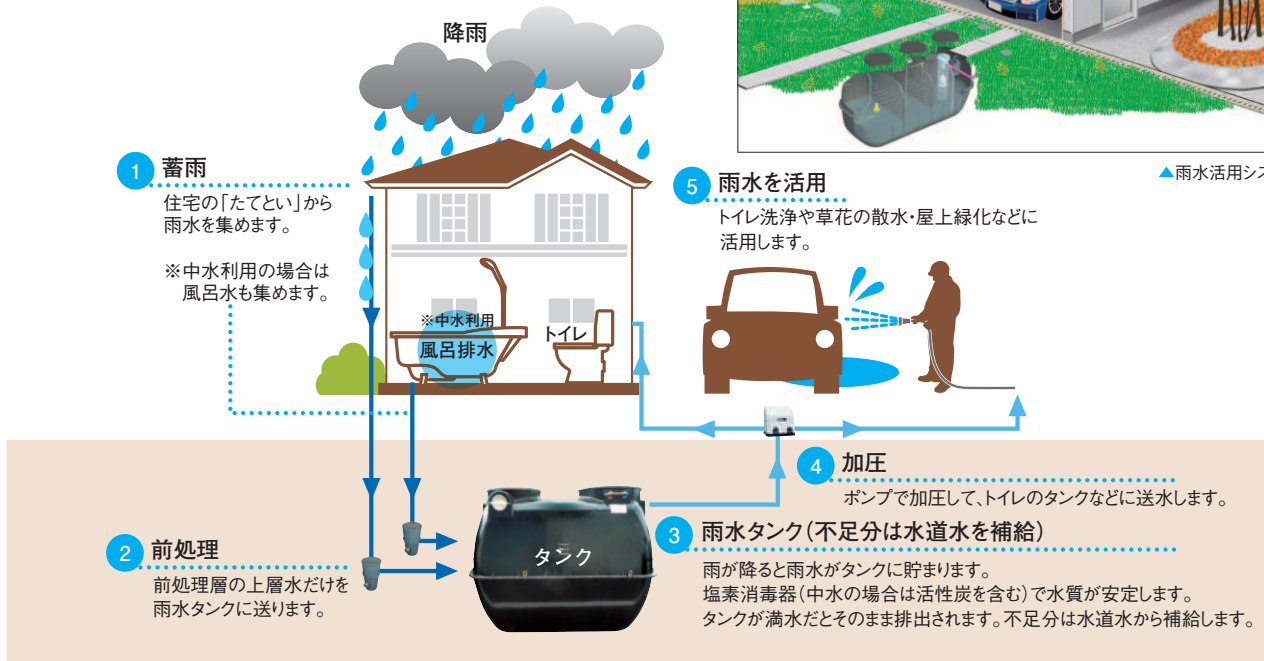 降雨
▲雨水活用シス
1 蓄雨
住宅の「たてとい」から
雨水を集めます。
※中水利用の場合は
風呂水も集めます。
5 雨水を活用
トイレ洗浄や草花の散水・屋上緑化などに
活用します。
※中水利用
風呂排水
トイレ
4 加圧
ポンプで加圧して、トイレのタンクなどに送水します。
2 前処理
前処理層の上層水だけを
雨水タンクに送ります。
タンク
3 雨水タンク（不足分は水道水を補給）
雨が降ると雨水がタンクに貯まります。
塩素消毒器（中水の場合は活性炭を含む）で水質が安定します。
タンクが満水だとそのまま排出されます。不足分は水道水から補給します。